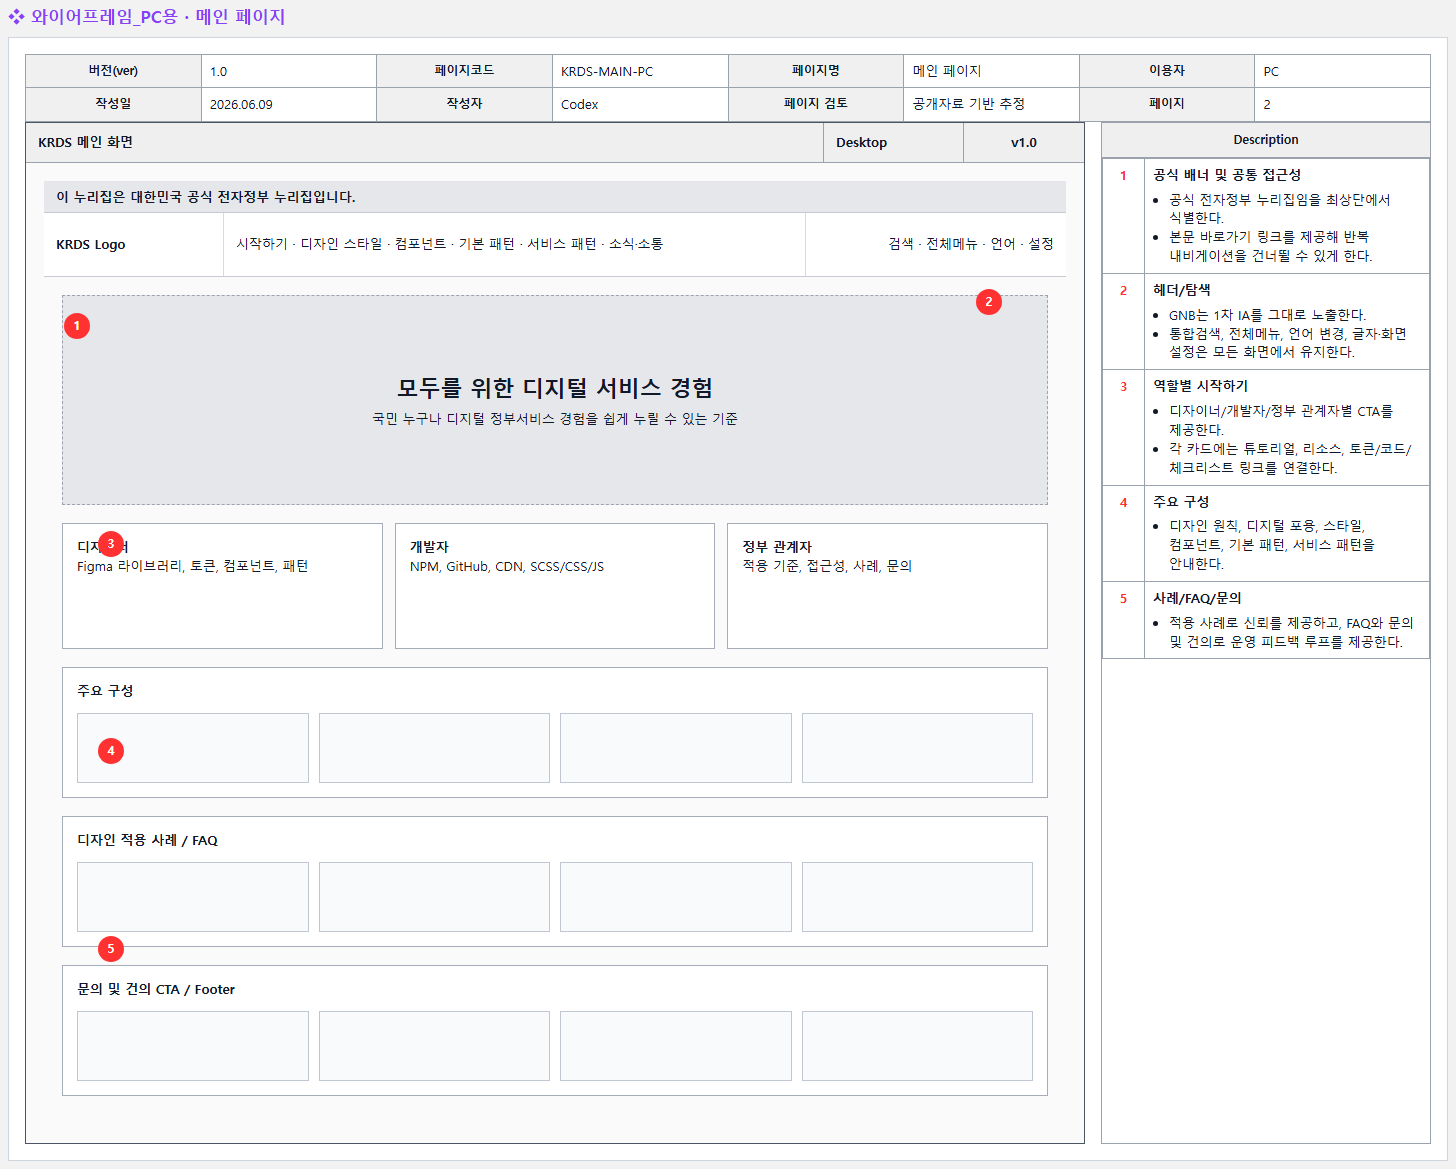 와이어프레임_PC용 · 메인 페이지
버전(ver) 1.0 페이지코드 KRDS-MAIN-PC 페이지명 메인 페이지 이용자 PC
작성일 2026.06.09 작성자 Codex 페이지 검토 공개자료 기반 추정 페이지 2
KRDS 메인 화면 Desktop v1.0
이 누리집은 대한민국 공식 전자정부 누리집입니다.
KRDS Logo 시작하기 · 디자인 스타일 · 컴포넌트 · 기본 패턴 · 서비스 패턴 · 소식·소통 검색 · 전체메뉴 · 언어 · 설정
1
2
모두를 위한 디지털 서비스 경험
국민 누구나 디지털 정부서비스 경험을 쉽게 누릴 수 있는 기준
3
Figma 라이브러리, 토큰, 컴포넌트, 패턴
개발자
NPM, GitHub, CDN, SCSS/CSS/JS
정부 관계자
적용 기준, 접근성, 사례, 문의
주요 구성
4
디자인 적용 사례 / FAQ
5
문의 및 건의 CTA / Footer
Description
1 공식 배너 및 공통 접근성
• 공식 전자정부 누리집임을 최상단에서
식별한다.
• 본문 바로가기 링크를 제공해 반복
내비게이션을 건너뛸 수 있게 한다.
2 헤더/탐색
• GNB는 1차 IA를 그대로 노출한다.
• 통합검색, 전체메뉴, 언어 변경, 글자·화면
설정은 모든 화면에서 유지한다.
3 역할별 시작하기
• 디자이너/개발자/정부 관계자별 CTA를
제공한다.
• 각 카드에는 튜토리얼, 리소스, 토큰/코드/
체크리스트 링크를 연결한다.
4 주요 구성
• 디자인 원칙, 디지털 포용, 스타일,
컴포넌트, 기본 패턴, 서비스 패턴을
안내한다.
5 사례/FAQ/문의
• 적용 사례로 신뢰를 제공하고, FAQ와 문의
및 건의로 운영 피드백 루프를 제공한다.